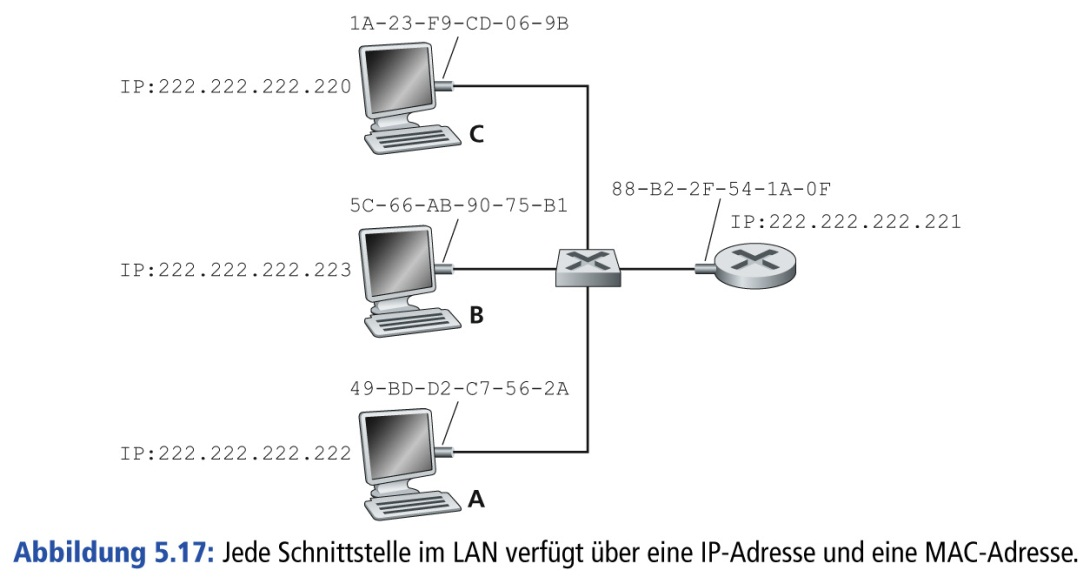 1A-23-F9-CD-06-9B
IP:222.222.222.220
C
88-B2-2F-54-1A-0F
IP:222.222.222.221
5C-66-AB-90-75-B1
IP:222.222.222.223
B
49-BD-D2-C7-56-2A
IP:222.222.222.222
A
Abbildung 5.17: Jede Schnittstelle im LAN verfügt über eine IP-Adresse und eine MAC-Adresse.